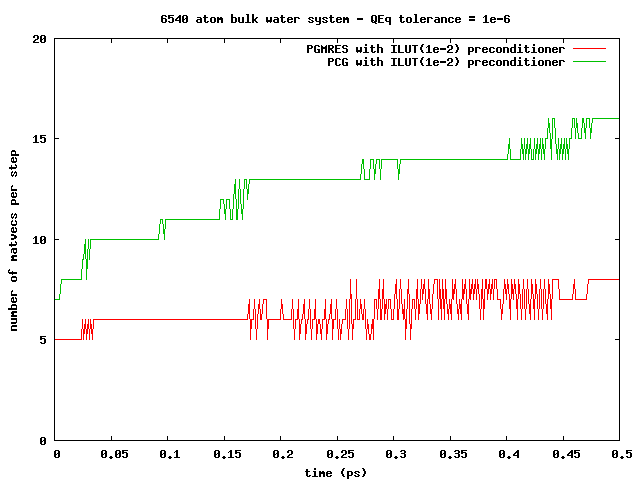 6540 atom bulk water system - QEq tolerance = 1e-6
PGMRES with ILUT(1e-2) preconditioner
PCG with ILUT(1e-2) preconditioner
number of matvecs per step
20
15
10
5
0
0 0.05 0.1 0.15 0.2 0.25 0.3 0.35 0.4 0.45 0.5
time (ps)